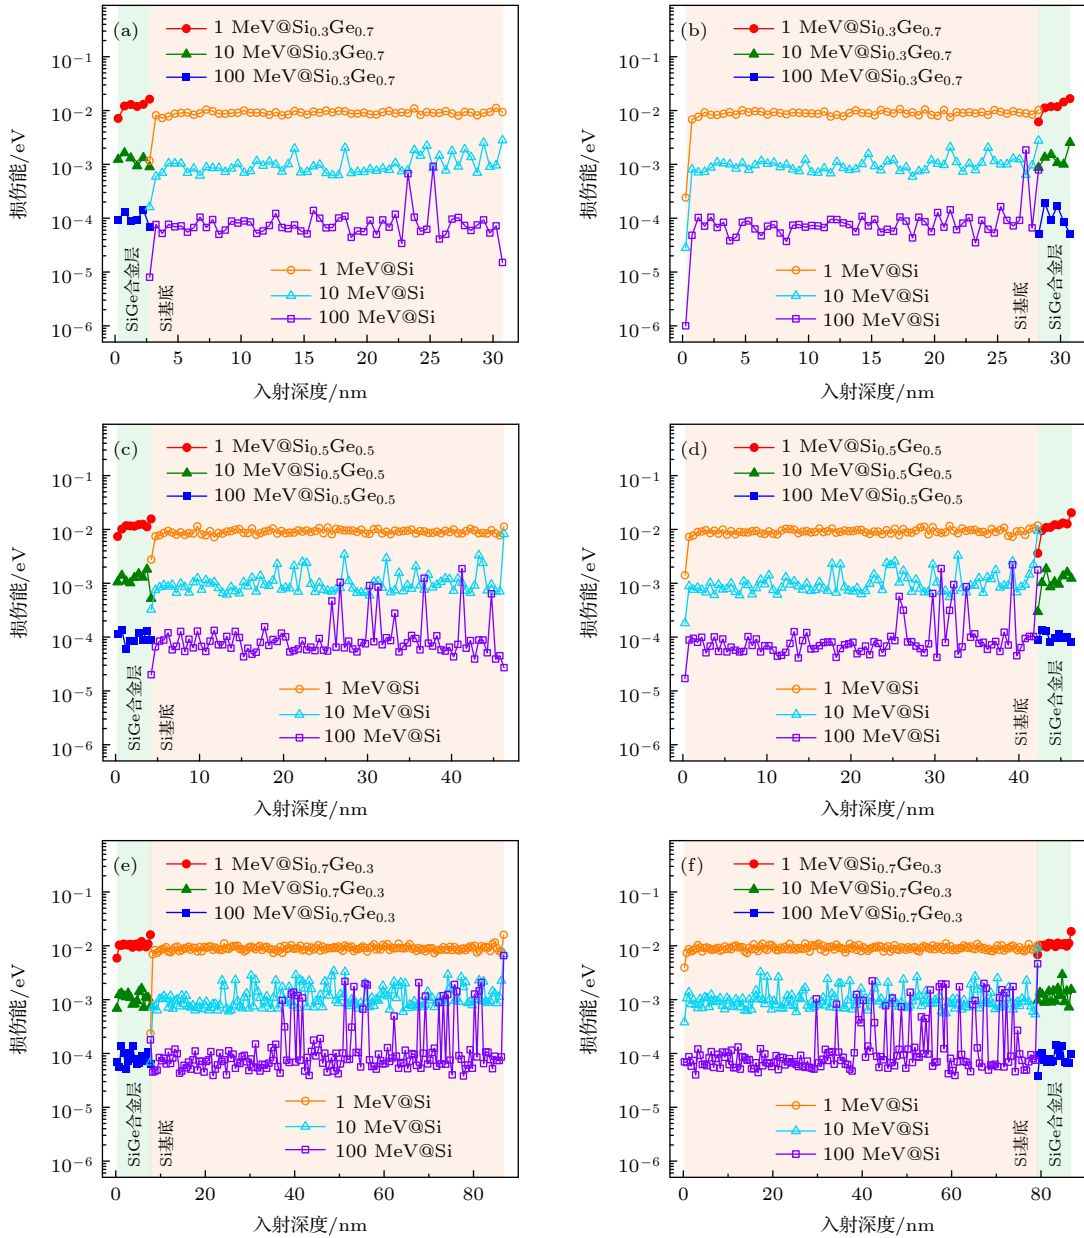 (a)
1 MeV@Si0.3Ge0.7
10 MeV@Si0.3Ge0.7
100 MeV@Si0.3Ge0.7
10−1
10−2
10−3
10−4
10−5
10−6
损伤能/eV
SiGe合金层
Si基底
1 MeV@Si
10 MeV@Si
100 MeV@Si
0 5 10 15 20 25 30
入射深度/nm
(b)
1 MeV@Si0.3Ge0.7
10 MeV@Si0.3Ge0.7
100 MeV@Si0.3Ge0.7
10−1
10−2
10−3
10−4
10−5
10−6
损伤能/eV
1 MeV@Si
10 MeV@Si
100 MeV@Si
Si基底
SiGe合金层
0 5 10 15 20 25 30
入射深度/nm
(c)
1 MeV@Si0.5Ge0.5
10 MeV@Si0.5Ge0.5
100 MeV@Si0.5Ge0.5
10−1
10−2
10−3
10−4
10−5
10−6
损伤能/eV
SiGe合金层
Si基底
1 MeV@Si
10 MeV@Si
100 MeV@Si
0 10 20 30 40
入射深度/nm
(d)
1 MeV@Si0.5Ge0.5
10 MeV@Si0.5Ge0.5
100 MeV@Si0.5Ge0.5
10−1
10−2
10−3
10−4
10−5
10−6
损伤能/eV
1 MeV@Si
10 MeV@Si
100 MeV@Si
Si基底
SiGe合金层
0 10 20 30 40
入射深度/nm
(e)
1 MeV@Si0.7Ge0.3
10 MeV@Si0.7Ge0.3
100 MeV@Si0.7Ge0.3
10−1
10−2
10−3
10−4
10−5
10−6
损伤能/eV
SiGe合金层
Si基底
1 MeV@Si
10 MeV@Si
100 MeV@Si
0 20 40 60 80
入射深度/nm
(f)
1 MeV@Si0.7Ge0.3
10 MeV@Si0.7Ge0.3
100 MeV@Si0.7Ge0.3
10−1
10−2
10−3
10−4
10−5
10−6
损伤能/eV
1 MeV@Si
10 MeV@Si
100 MeV@Si
Si基底
SiGe合金层
0 20 40 60 80
入射深度/nm